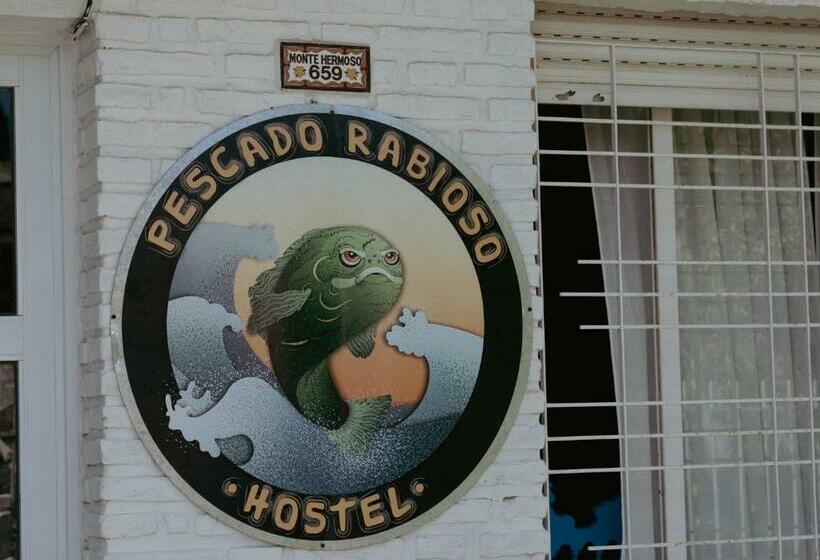 MONTE HERMOSO
659
PESCADO RABIOSO
·HOSTEL·